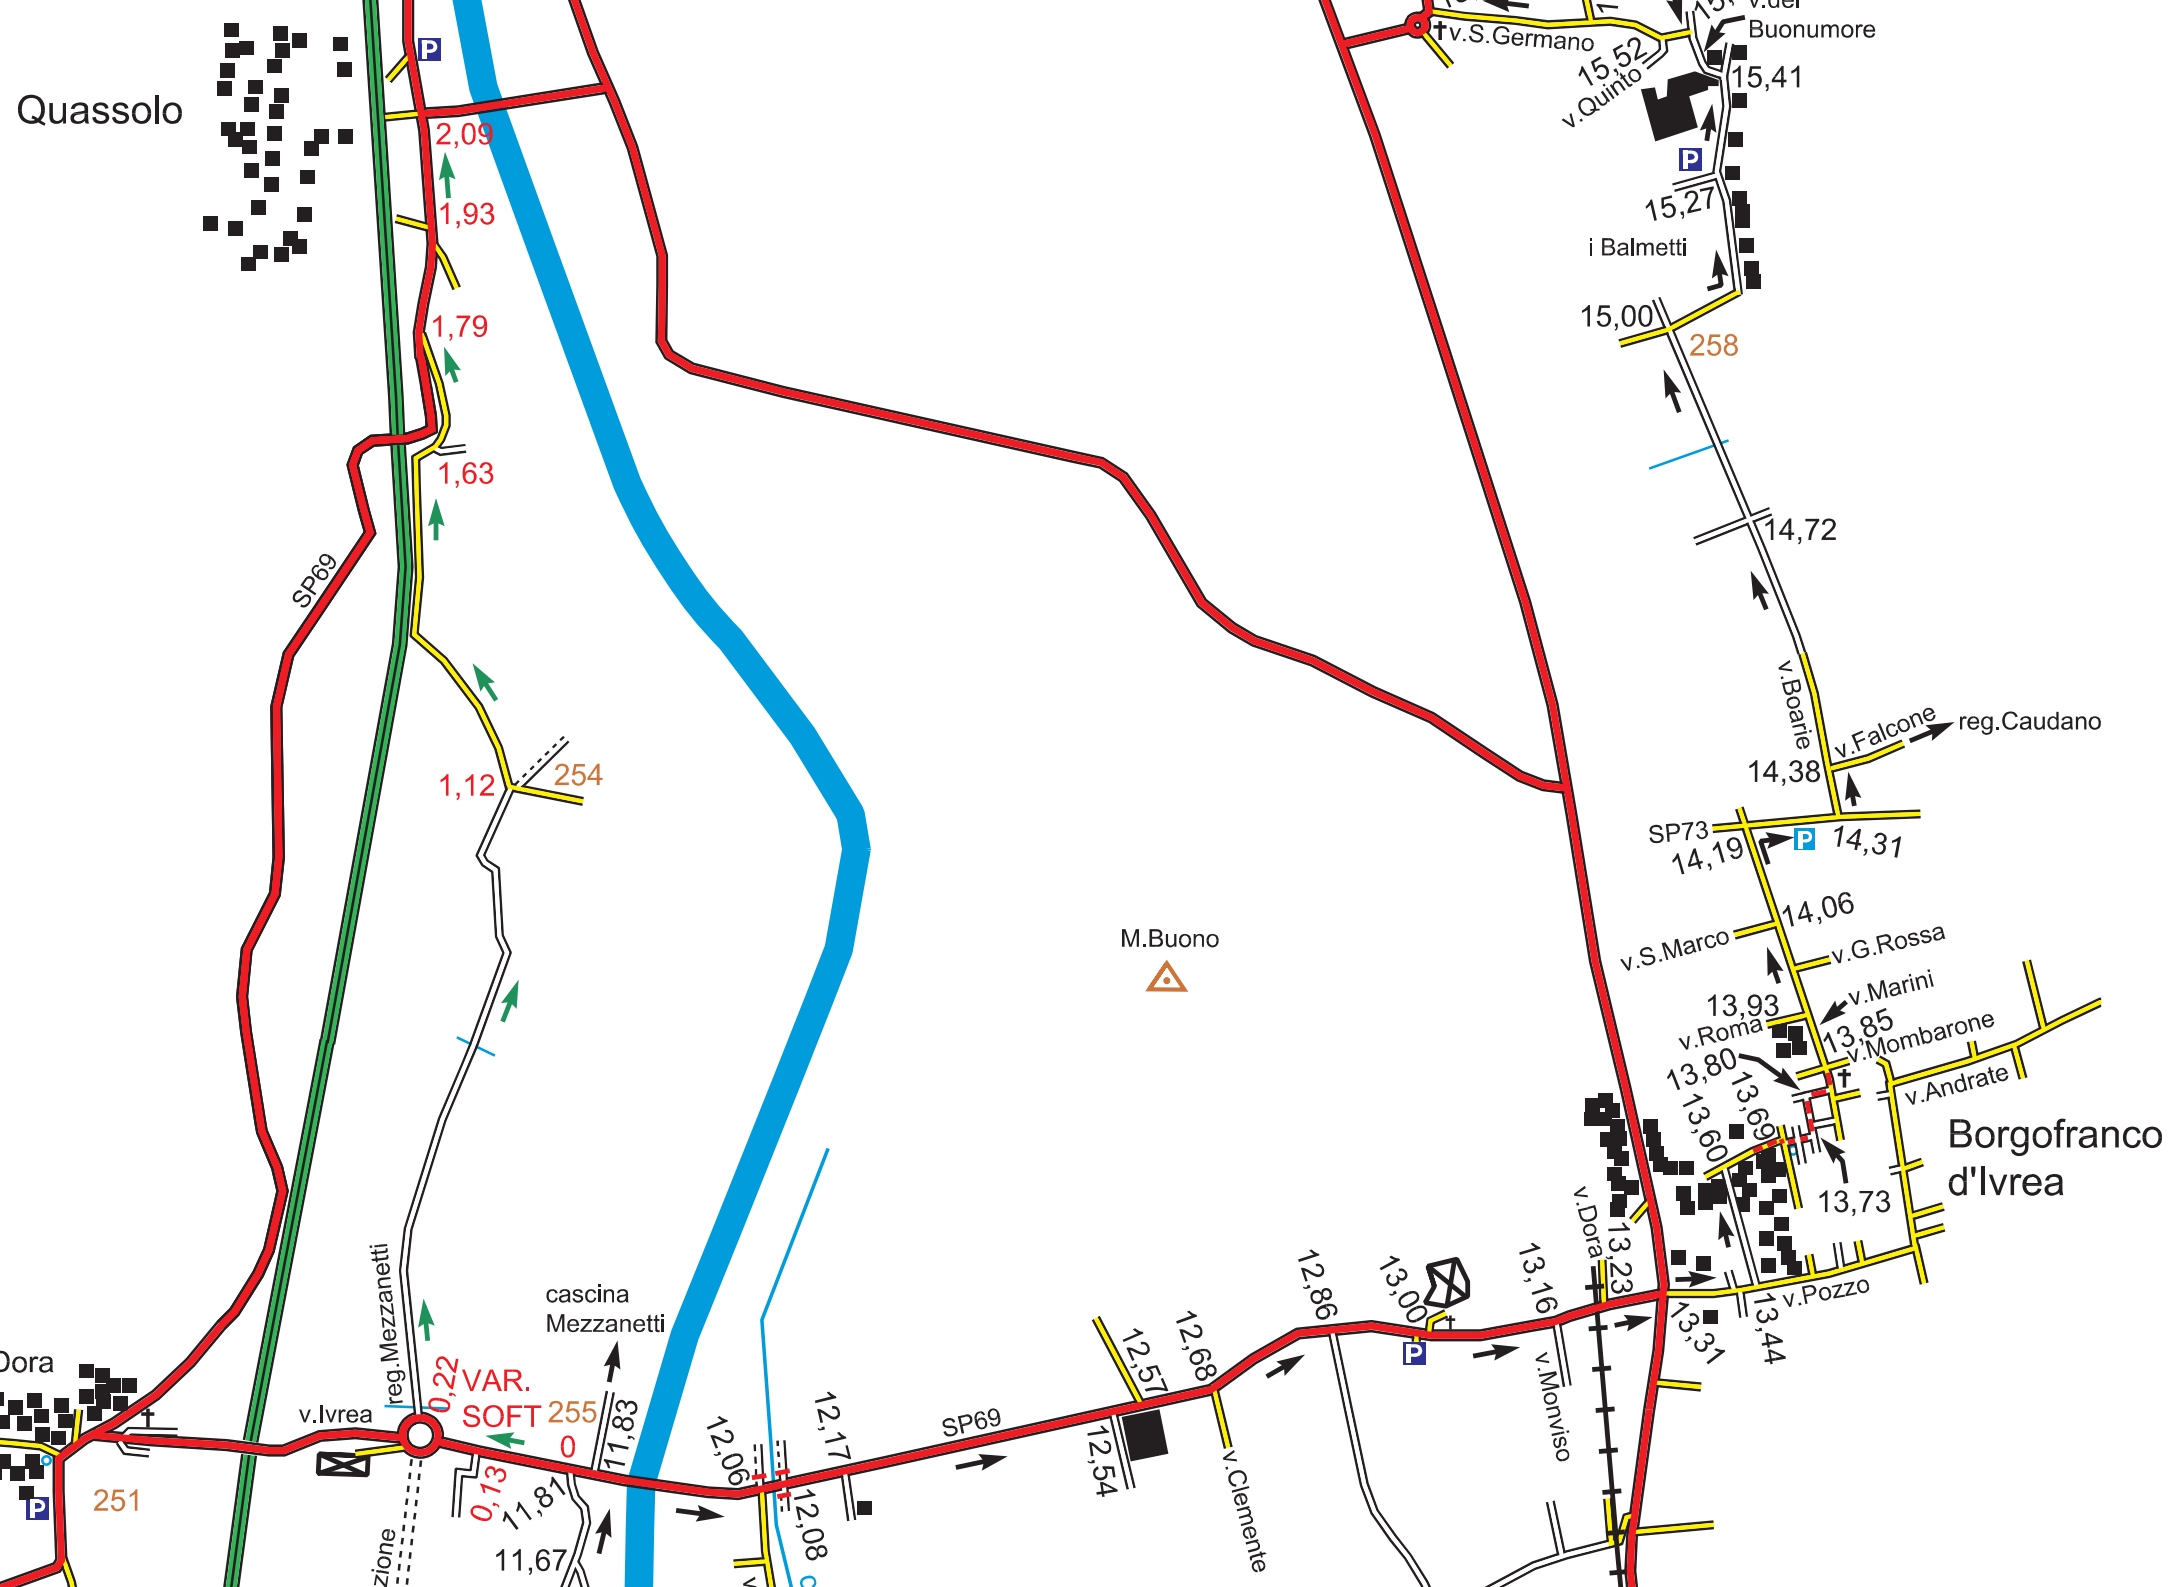 P
v.S.Germano
v.del
Buonumore
15,52
v.Quinto
15,41
Quassolo
2,09
P
15,27
1,93
i Balmetti
15,00
258
1,79
1,63
14,72
SP69
v.Boarie
v.Falcone
reg.Caudano
14,38
254
1,12
SP73
14,19
P
14,31
14,06
v.S.Marco
v.G.Rossa
M.Buono
v.Marini
13,93
v.Roma
13,85
v.Mombarone
13,80
13,69
v.Andrate
13,60
Borgofranco
d'Ivrea
13,73
v.Dora
13,23
reg.Mezzanetti
cascina
Mezzanetti
12,86
13,00
13,16
v.Pozzo
13,31
13,44
P
Dora
0,22
VAR.
SOFT
0
255
11,83
v.Ivrea
12,57
12,68
v.Monviso
SP69
12,06
12,17
12,54
v.Clemente
251
P
0,13
11,81
12,08
11,67
zione